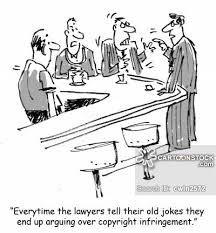 CARTOONSTOCK
.com
Search ID: cwln2572
"Everytime the lawyers tell their old jokes they
end up arguing over copyright infringement."